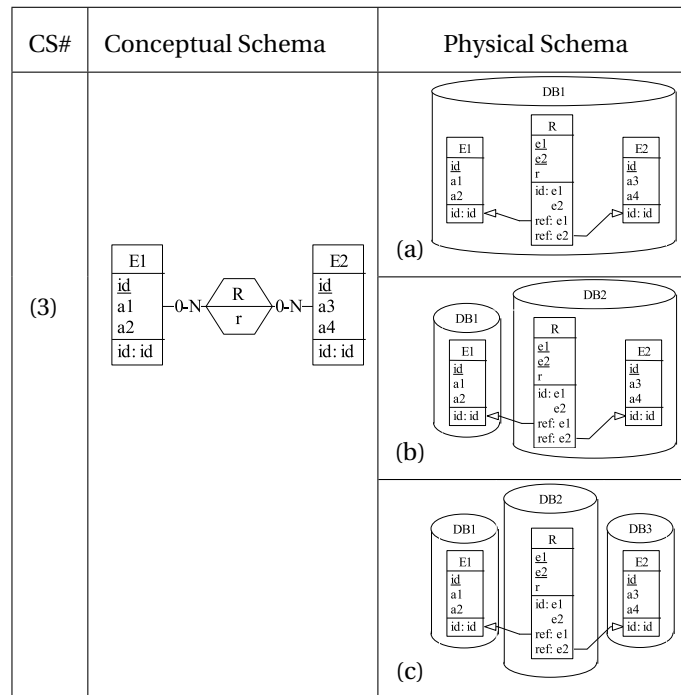 CS# Conceptual Schema Physical Schema
(3)
E1
id
a1
a2
id: id
0-N
R
r
0-N
E2
id
a3
a4
id: id
DB1
E1
id
a1
a2
id: id
R
e1
e2
r
id: e1
e2
ref: e1
ref: e2
E2
id
a3
a4
id: id
(a)
DB1
E1
id
a1
a2
id: id
DB2
R
e1
e2
r
id: e1
e2
ref: e1
ref: e2
E2
id
a3
a4
id: id
(b)
DB1
E1
id
a1
a2
id: id
DB2
R
e1
e2
r
id: e1
e2
ref: e1
ref: e2
DB3
E2
id
a3
a4
id: id
(c)